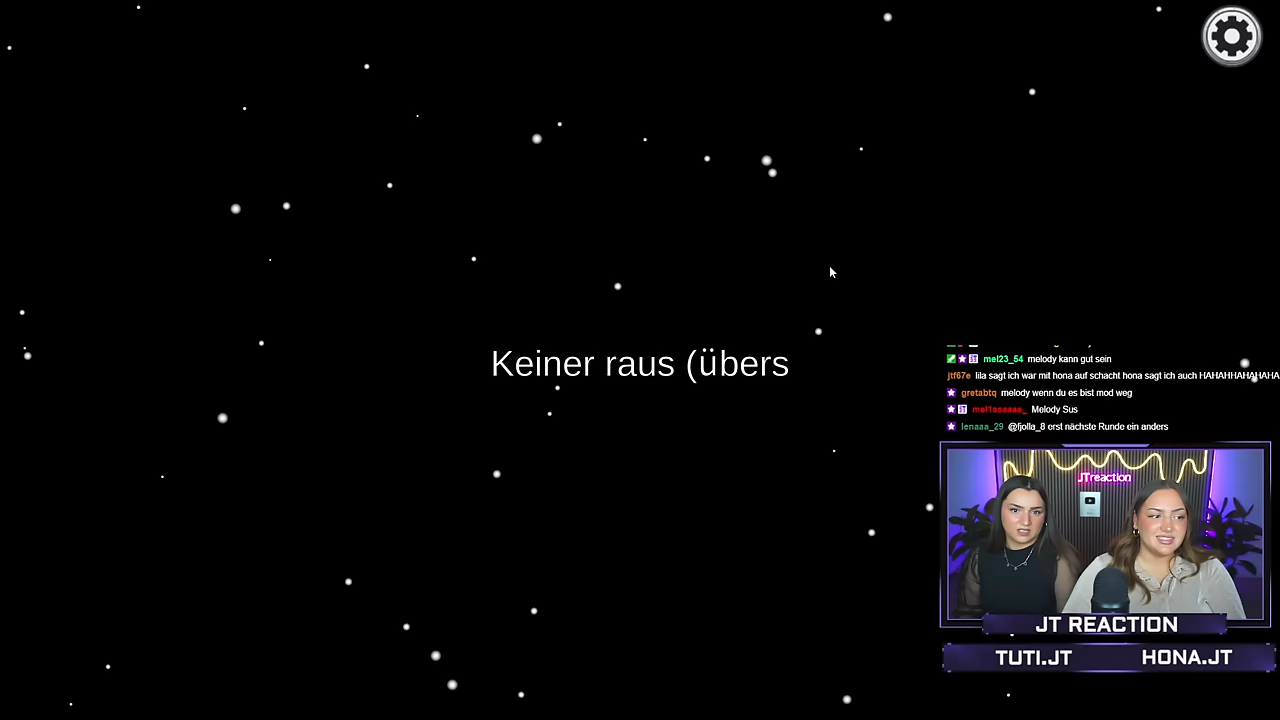 Keiner raus (übers
mel23_54 melody kann gut sein
jtf67e lila sagt ich war mit hona auf schacht hona sagt ich auch HAHAHHAHAHAHA
gretabtq melody wenn du es bist mod weg
Melody Sus
lenaaa_29 @fjolla_8 erst nächste Runde ein anders
JTreaction
JT REACTION
TUTI.JT HONA.JT